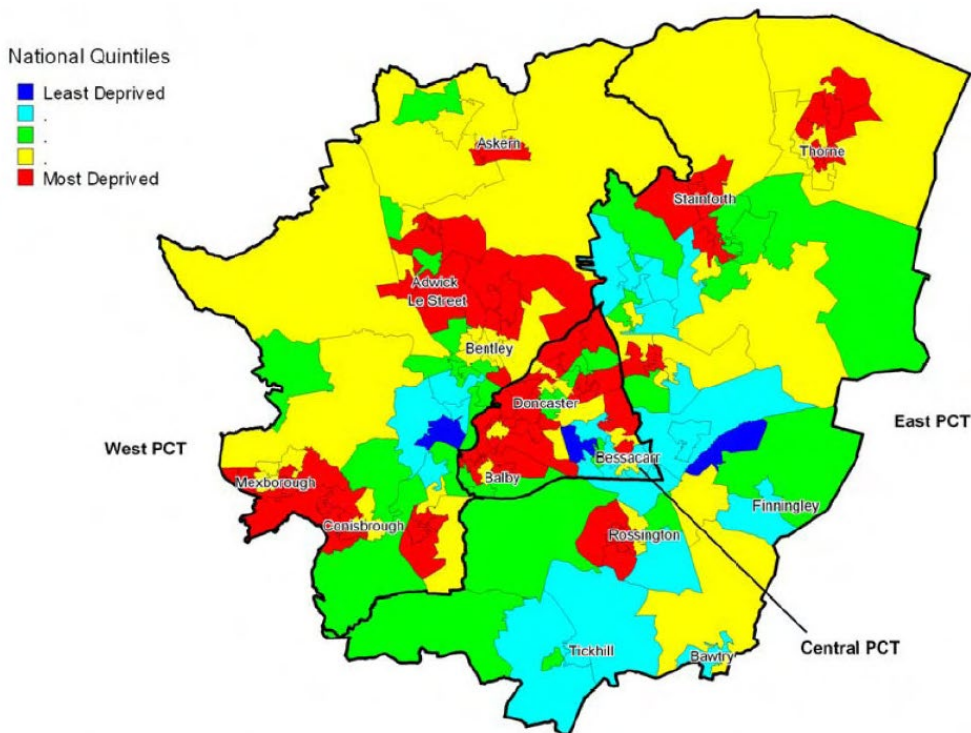 National Quintiles
Least Deprived
.
.
.
Most Deprived
Askern
Thorne
Stainforth
Adwick
Le Street
Bentley
Doncaster
East PCT
West PCT
Bessacarr
Mexborough
Balby
Finningley
Conisbrough
Rossington
Central PCT
Tickhill
Bawtry